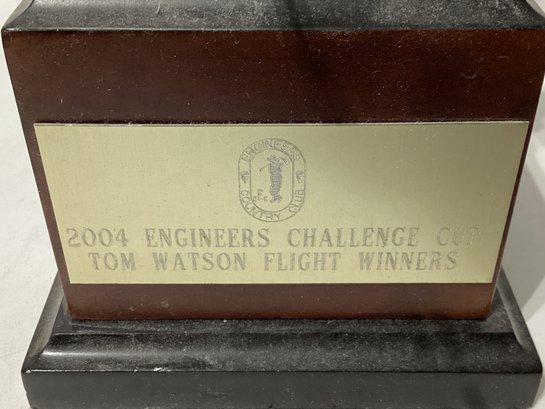 ENGINEERS
COUNTRY CLUB
2004 ENGINEERS CHALLENGE CUP
TOM WATSON FLIGHT WINNERS